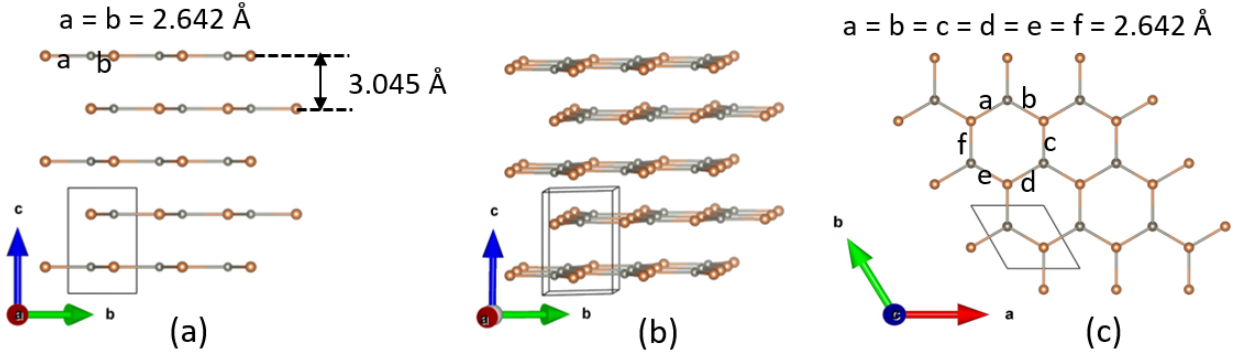 a = b = 2.642 Å
a
b
3.045 Å
c
a
b
(a)
c
a
b
(b)
a = b = c = d = e = f = 2.642 Å
a
b
f
c
e
d
b
c
a
(c)